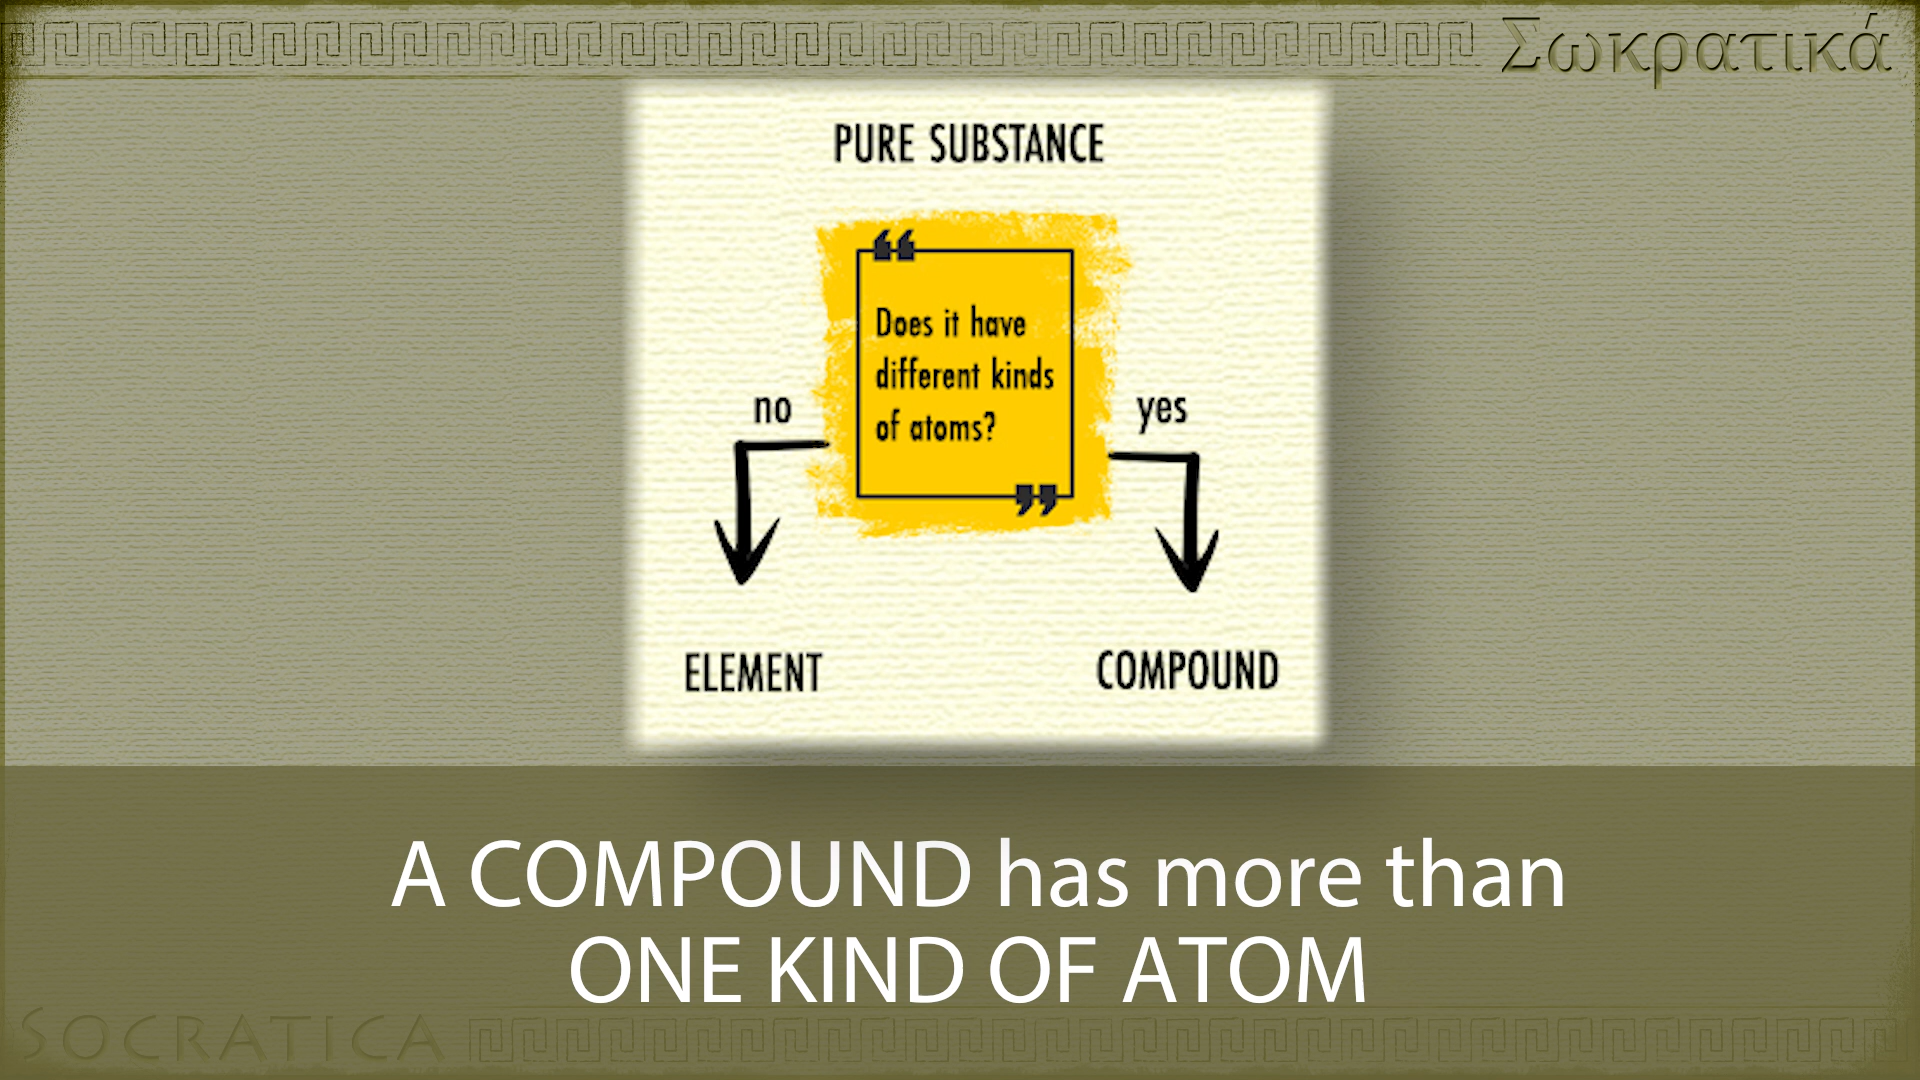 Σωκρατικά
PURE SUBSTANCE
“
Does it have
different kinds
of atoms?
”
no
yes
ELEMENT
COMPOUND
A COMPOUND has more than
ONE KIND OF ATOM
SOCRATICA